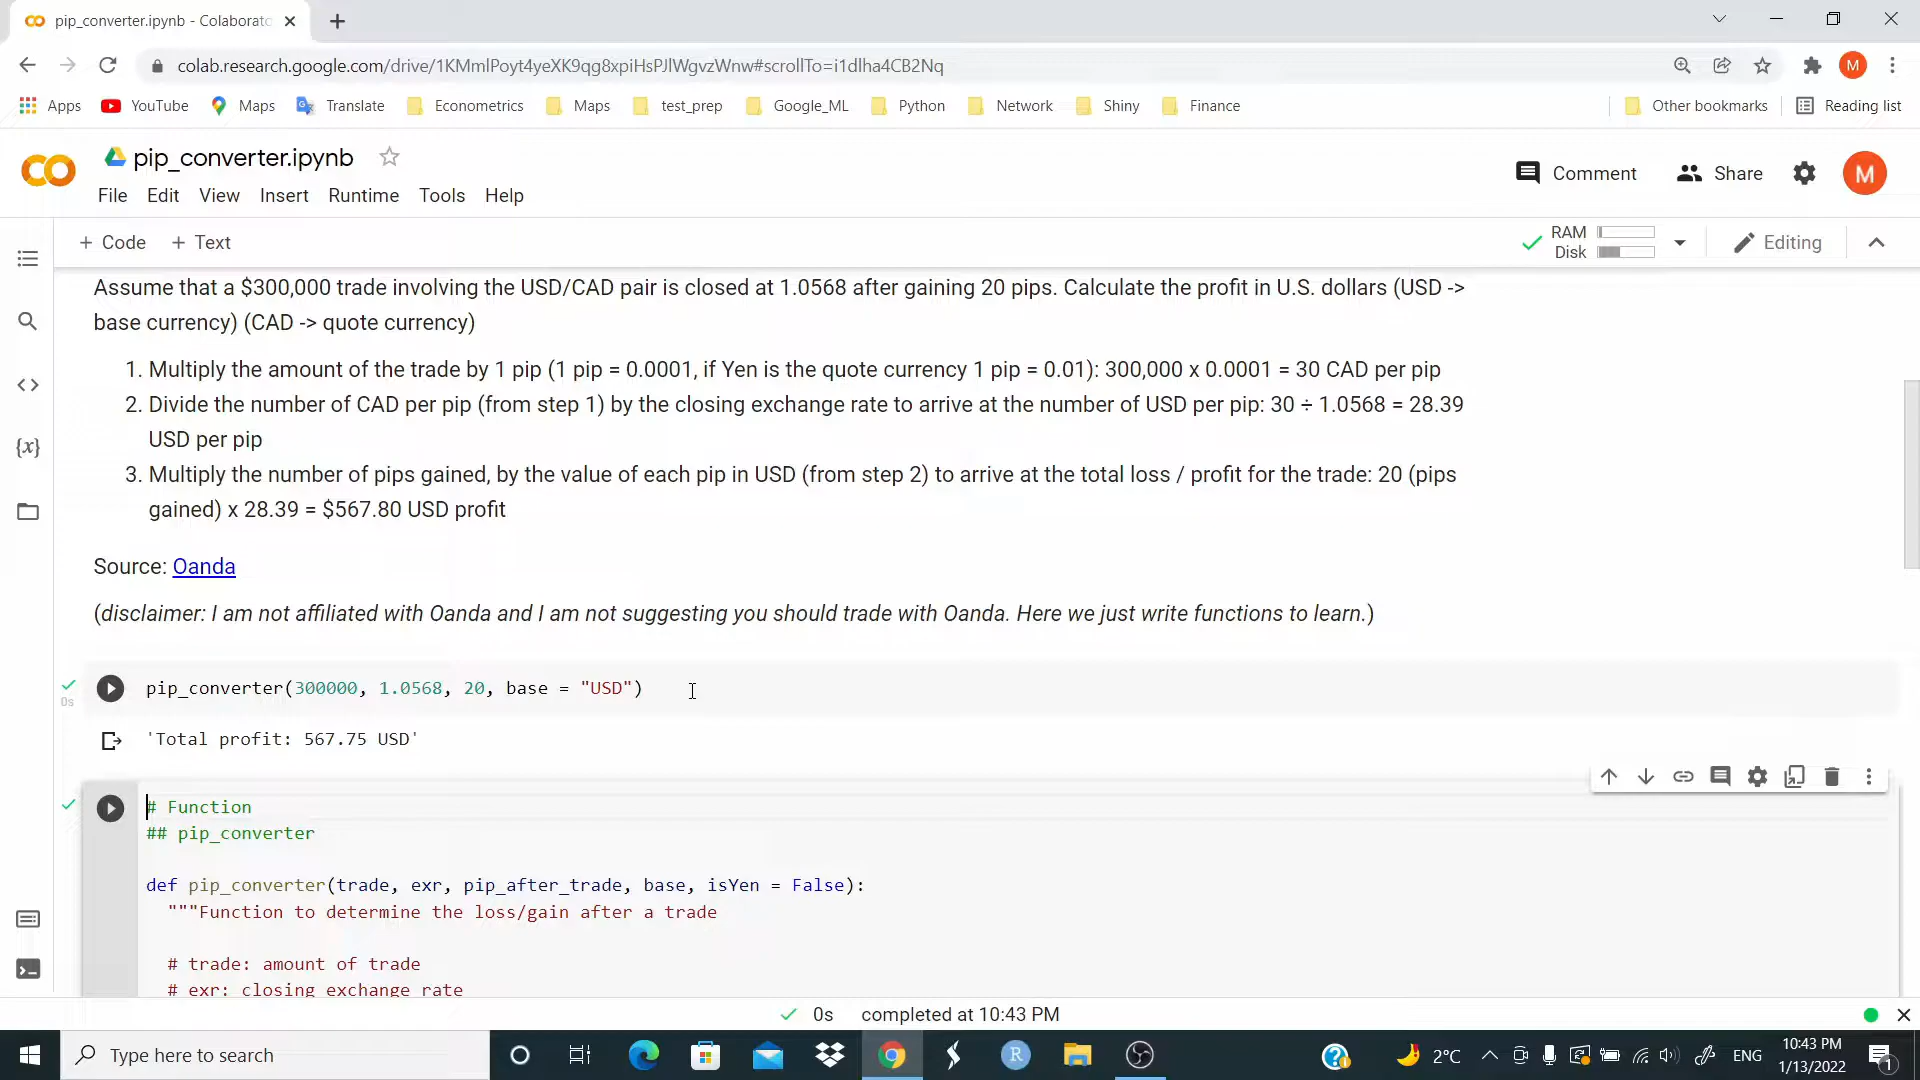 pip_converter.ipynb - Colaborato
colab.research.google.com/drive/1KMmlPoyt4yeXK9qg8xpiHsPJlWgvzWnw#scrollTo=i1dlha4CB2Nq
M
Apps YouTube Maps Translate Econometrics Maps test_prep Google_ML Python Network Shiny Finance Other bookmarks Reading list
pip_converter.ipynb
Comment Share M
File Edit View Insert Runtime Tools Help
+ Code + Text
RAM
Disk
Editing
Assume that a $300,000 trade involving the USD/CAD pair is closed at 1.0568 after gaining 20 pips. Calculate the profit in U.S. dollars (USD ->
base currency) (CAD -> quote currency)
1. Multiply the amount of the trade by 1 pip (1 pip = 0.0001, if Yen is the quote currency 1 pip = 0.01): 300,000 x 0.0001 = 30 CAD per pip
2. Divide the number of CAD per pip (from step 1) by the closing exchange rate to arrive at the number of USD per pip: 30 ÷ 1.0568 = 28.39
USD per pip
3. Multiply the number of pips gained, by the value of each pip in USD (from step 2) to arrive at the total loss / profit for the trade: 20 (pips
gained) x 28.39 = $567.80 USD profit
Source: Oanda
(disclaimer: I am not affiliated with Oanda and I am not suggesting you should trade with Oanda. Here we just write functions to learn.)
0s
pip_converter(300000, 1.0568, 20, base = "USD")
'Total profit: 567.75 USD'
# Function
## pip_converter
def pip_converter(trade, exr, pip_after_trade, base, isYen = False):
"""Function to determine the loss/gain after a trade
# trade: amount of trade
# exr: closing exchange rate
0s completed at 10:43 PM
Type here to search
R
2°C
ENG
10:43 PM
1/13/2022
1